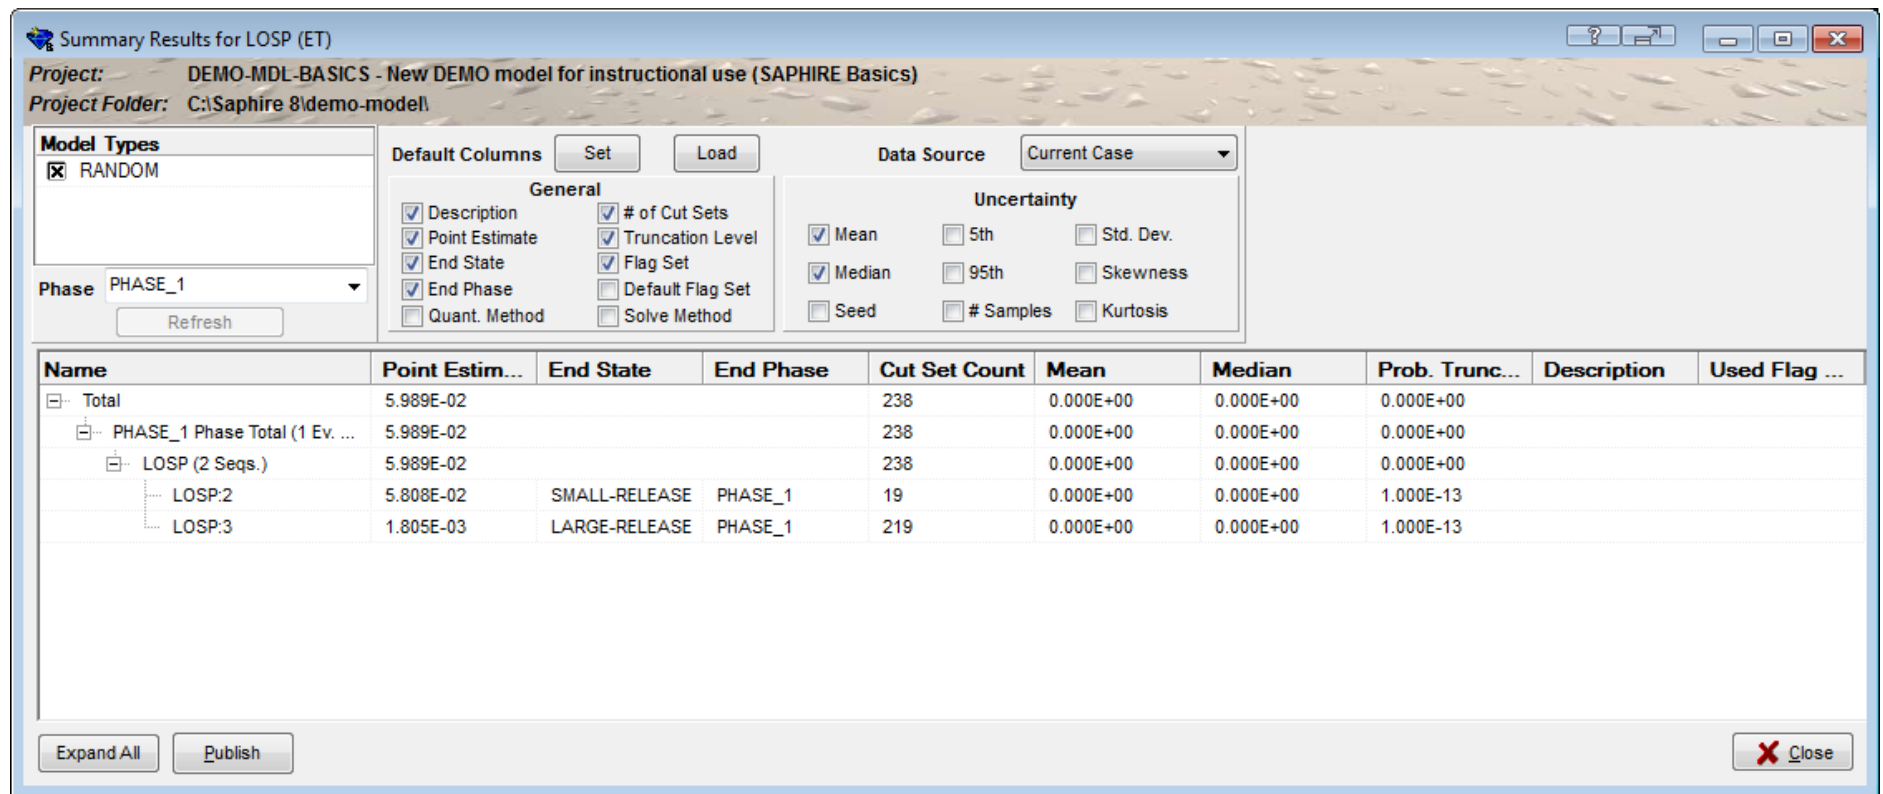 Summary Results for LOSP (ET)
Project: DEMO-MDL-BASICS - New DEMO model for instructional use (SAPHIRE Basics)
Project Folder: C:\Saphire 8\demo-model\
Model Types
RANDOM
Phase PHASE_1
Refresh
Default Columns Set Load Data Source Current Case
General
Description # of Cut Sets
Point Estimate Truncation Level
End State Flag Set
End Phase Default Flag Set
Quant. Method Solve Method
Uncertainty
Mean 5th Std. Dev.
Median 95th Skewness
Seed # Samples Kurtosis
Name Point Estim... End State End Phase Cut Set Count Mean Median Prob. Trunc... Description Used Flag ...
Total 5.989E-02 238 0.000E+00 0.000E+00 0.000E+00
PHASE_1 Phase Total (1 Ev. ... 5.989E-02 238 0.000E+00 0.000E+00 0.000E+00
LOSP (2 Seqs.) 5.989E-02 238 0.000E+00 0.000E+00 0.000E+00
LOSP:2 5.808E-02 SMALL-RELEASE PHASE_1 19 0.000E+00 0.000E+00 1.000E-13
LOSP:3 1.805E-03 LARGE-RELEASE PHASE_1 219 0.000E+00 0.000E+00 1.000E-13
Expand All Publish Close